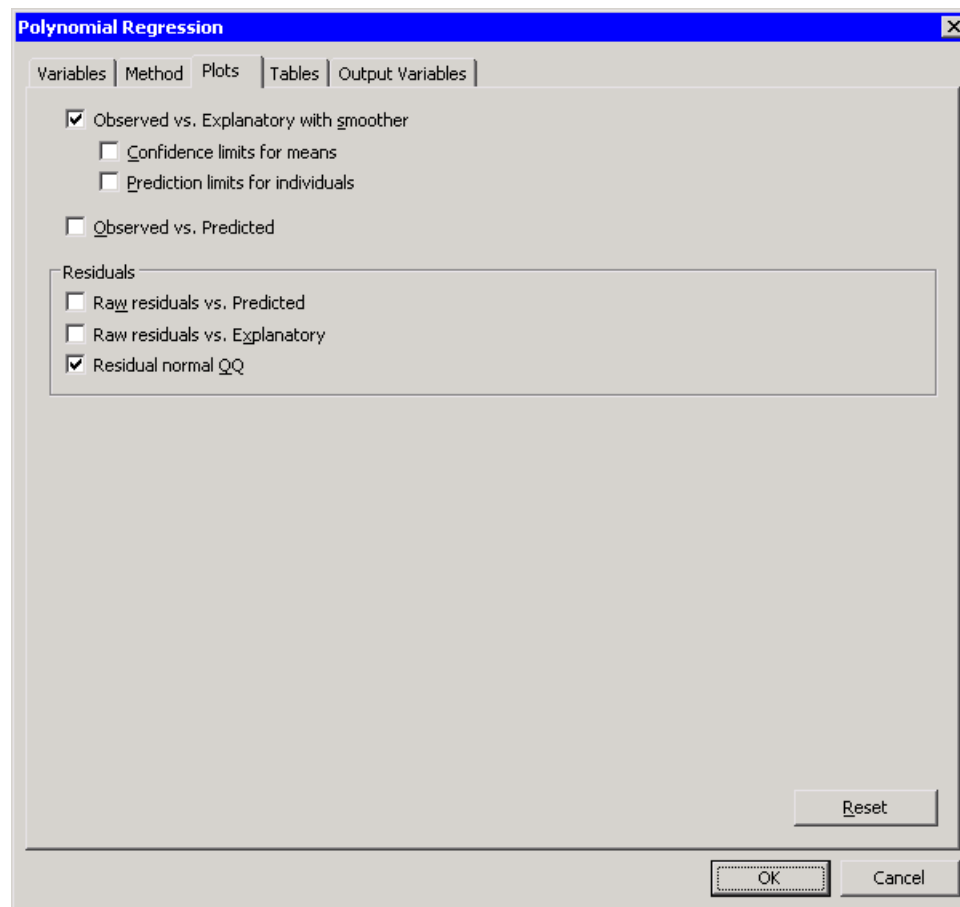 Polynomial Regression
Variables Method Plots Tables Output Variables
Observed vs. Explanatory with smoother
Confidence limits for means
Prediction limits for individuals
Observed vs. Predicted
Residuals
Raw residuals vs. Predicted
Raw residuals vs. Explanatory
Residual normal QQ
Reset
OK Cancel